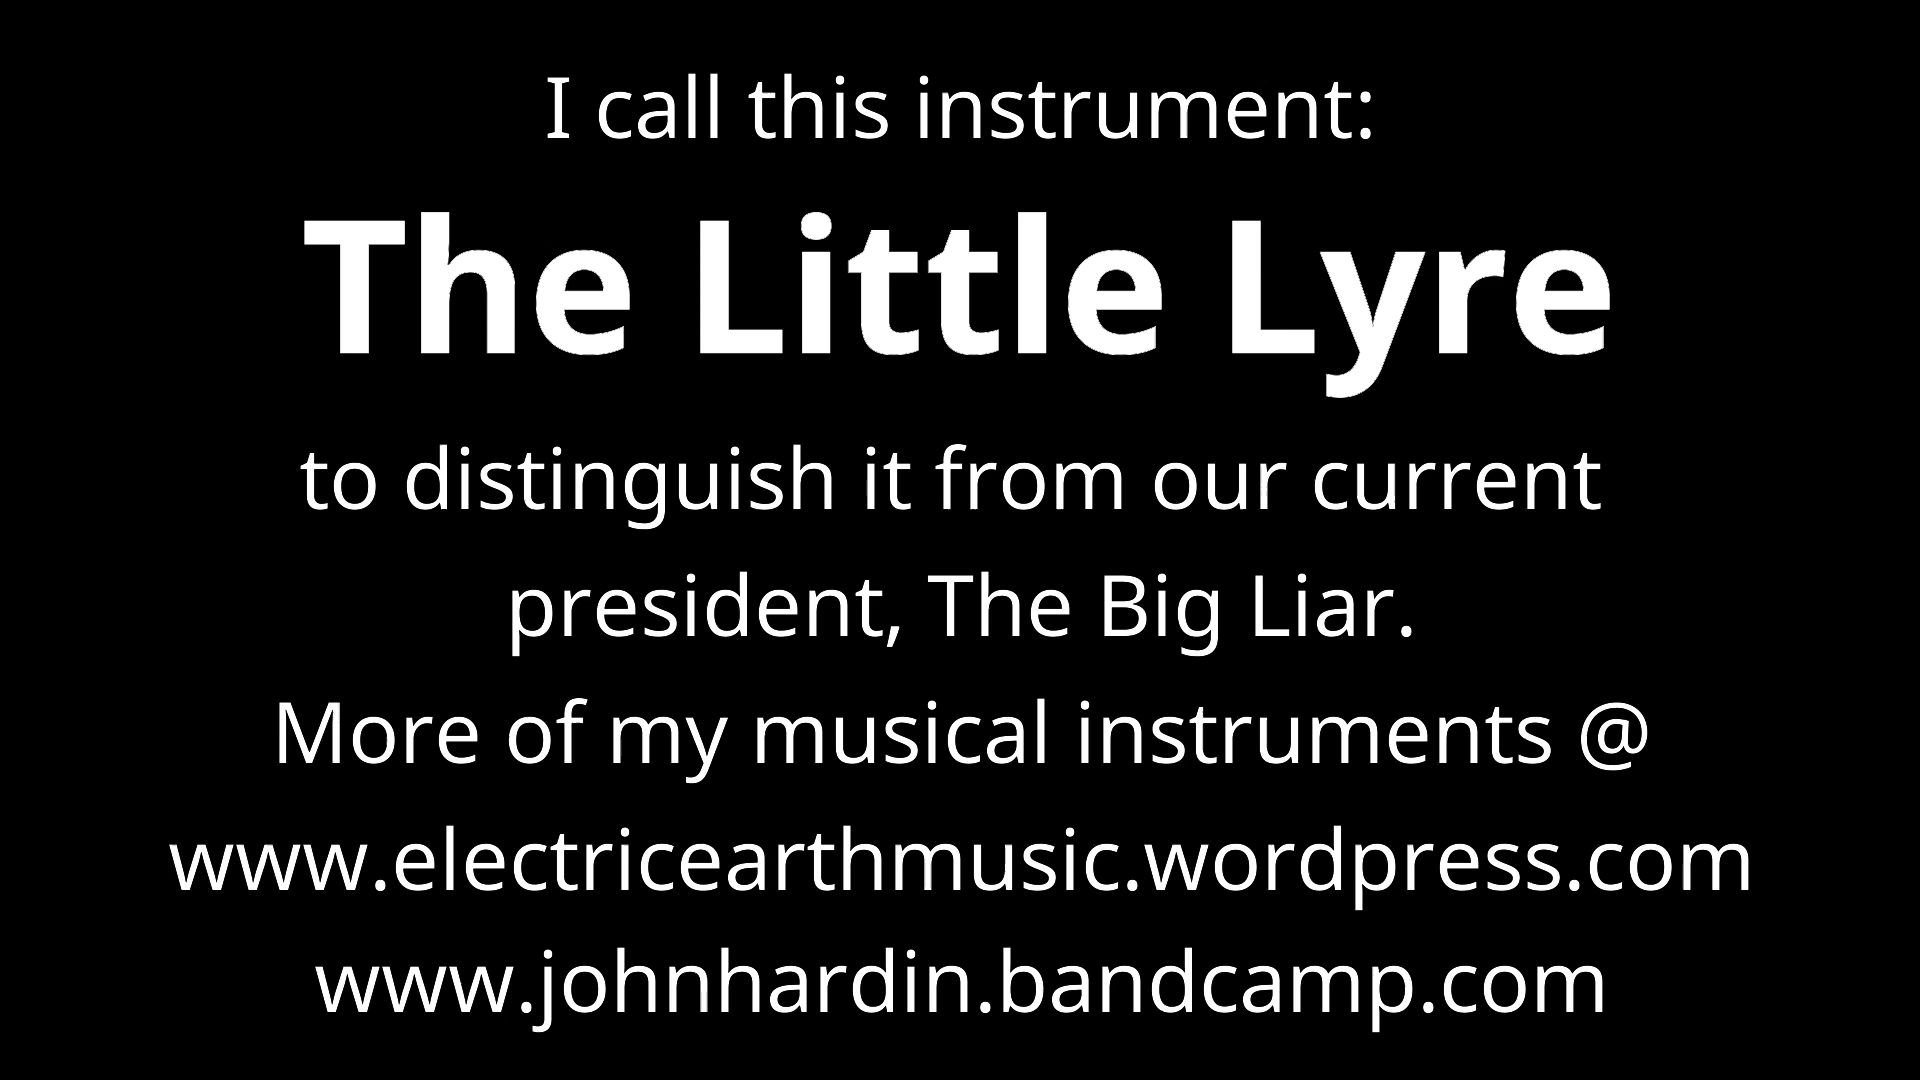 I call this instrument:
The Little Lyre
to distinguish it from our current
president, The Big Liar.
More of my musical instruments @
www.electricearthmusic.wordpress.com
www.johnhardin.bandcamp.com